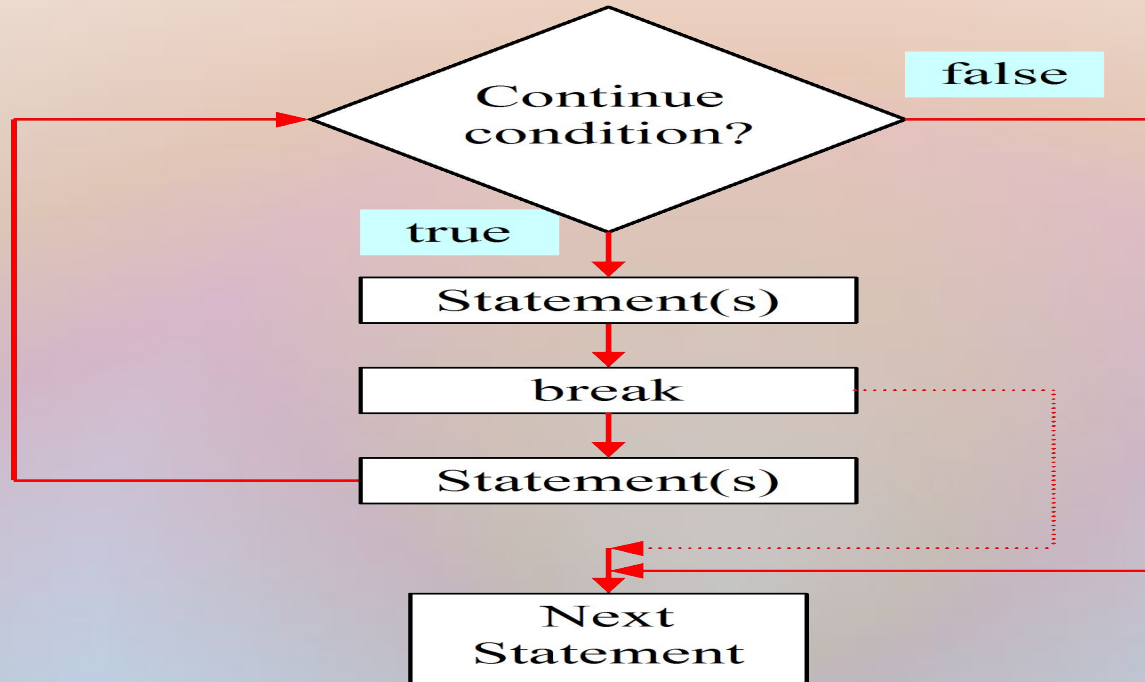 Continue
condition?
false
true
Statement(s)
break
Statement(s)
Next
Statement